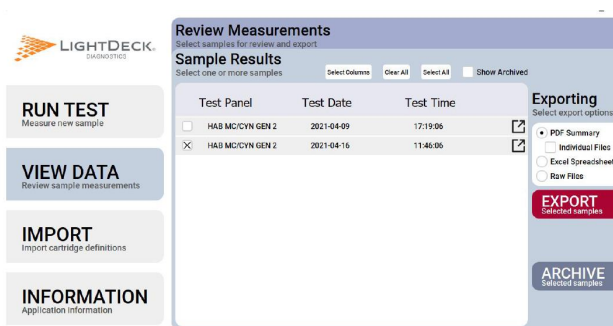 LIGHTDECK.
DIAGNOSTICS
RUN TEST
Measure new sample
VIEW DATA
Review sample measurements
IMPORT
Import cartridge definitions
INFORMATION
Application Information
Review Measurements
Select samples for review and export
Sample Results
Select one or more samples
Select Columns
Clear All
Select All
Show Archived
Test Panel Test Date Test Time
HAB MC/CYN GEN 2 2021-04-09 17:19:06
HAB MC/CYN GEN 2 2021-04-16 11:46:06
Exporting
Select export options
PDF Summary
Individual Files
Excel Spreadsheet
Raw Files
EXPORT
Selected samples
ARCHIVE
Selected samples